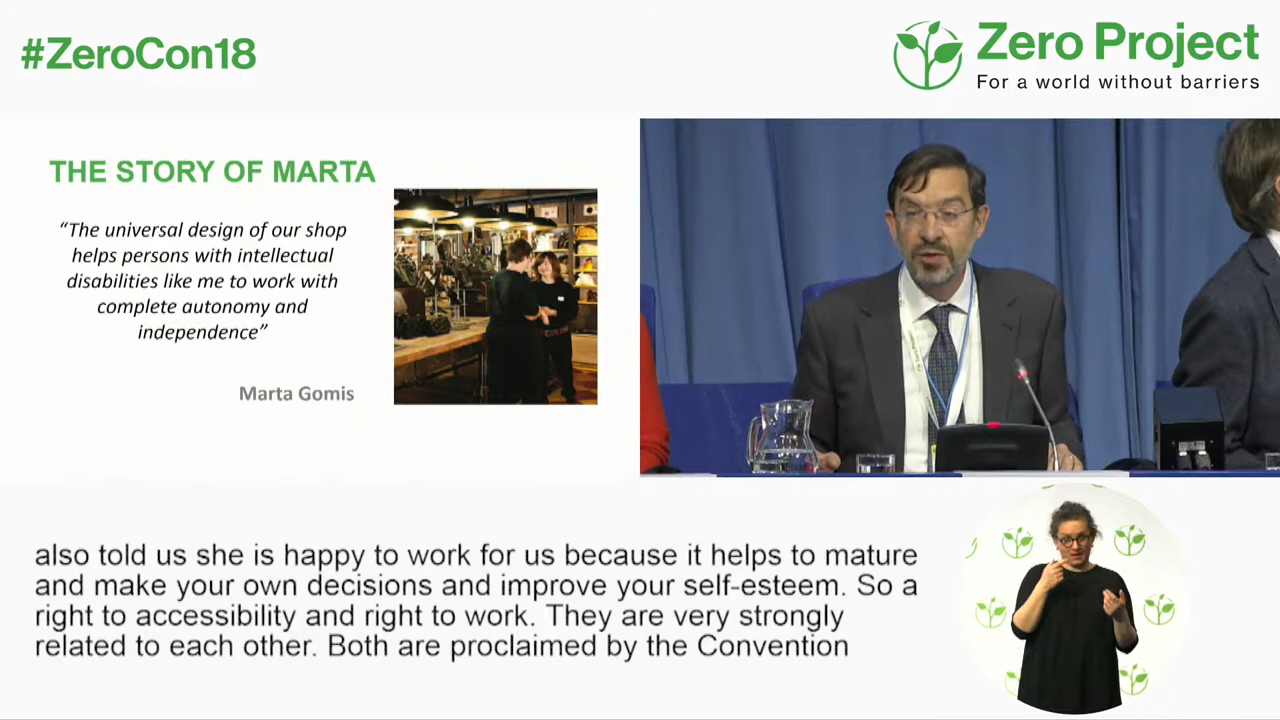 #ZeroCon18
Zero Project
For a world without barriers
THE STORY OF MARTA
“The universal design of our shop
helps persons with intellectual
disabilities like me to work with
complete autonomy and
independence”
Marta Gomis
also told us she is happy to work for us because it helps to mature
and make your own decisions and improve your self-esteem. So a
right to accessibility and right to work. They are very strongly
related to each other. Both are proclaimed by the Convention